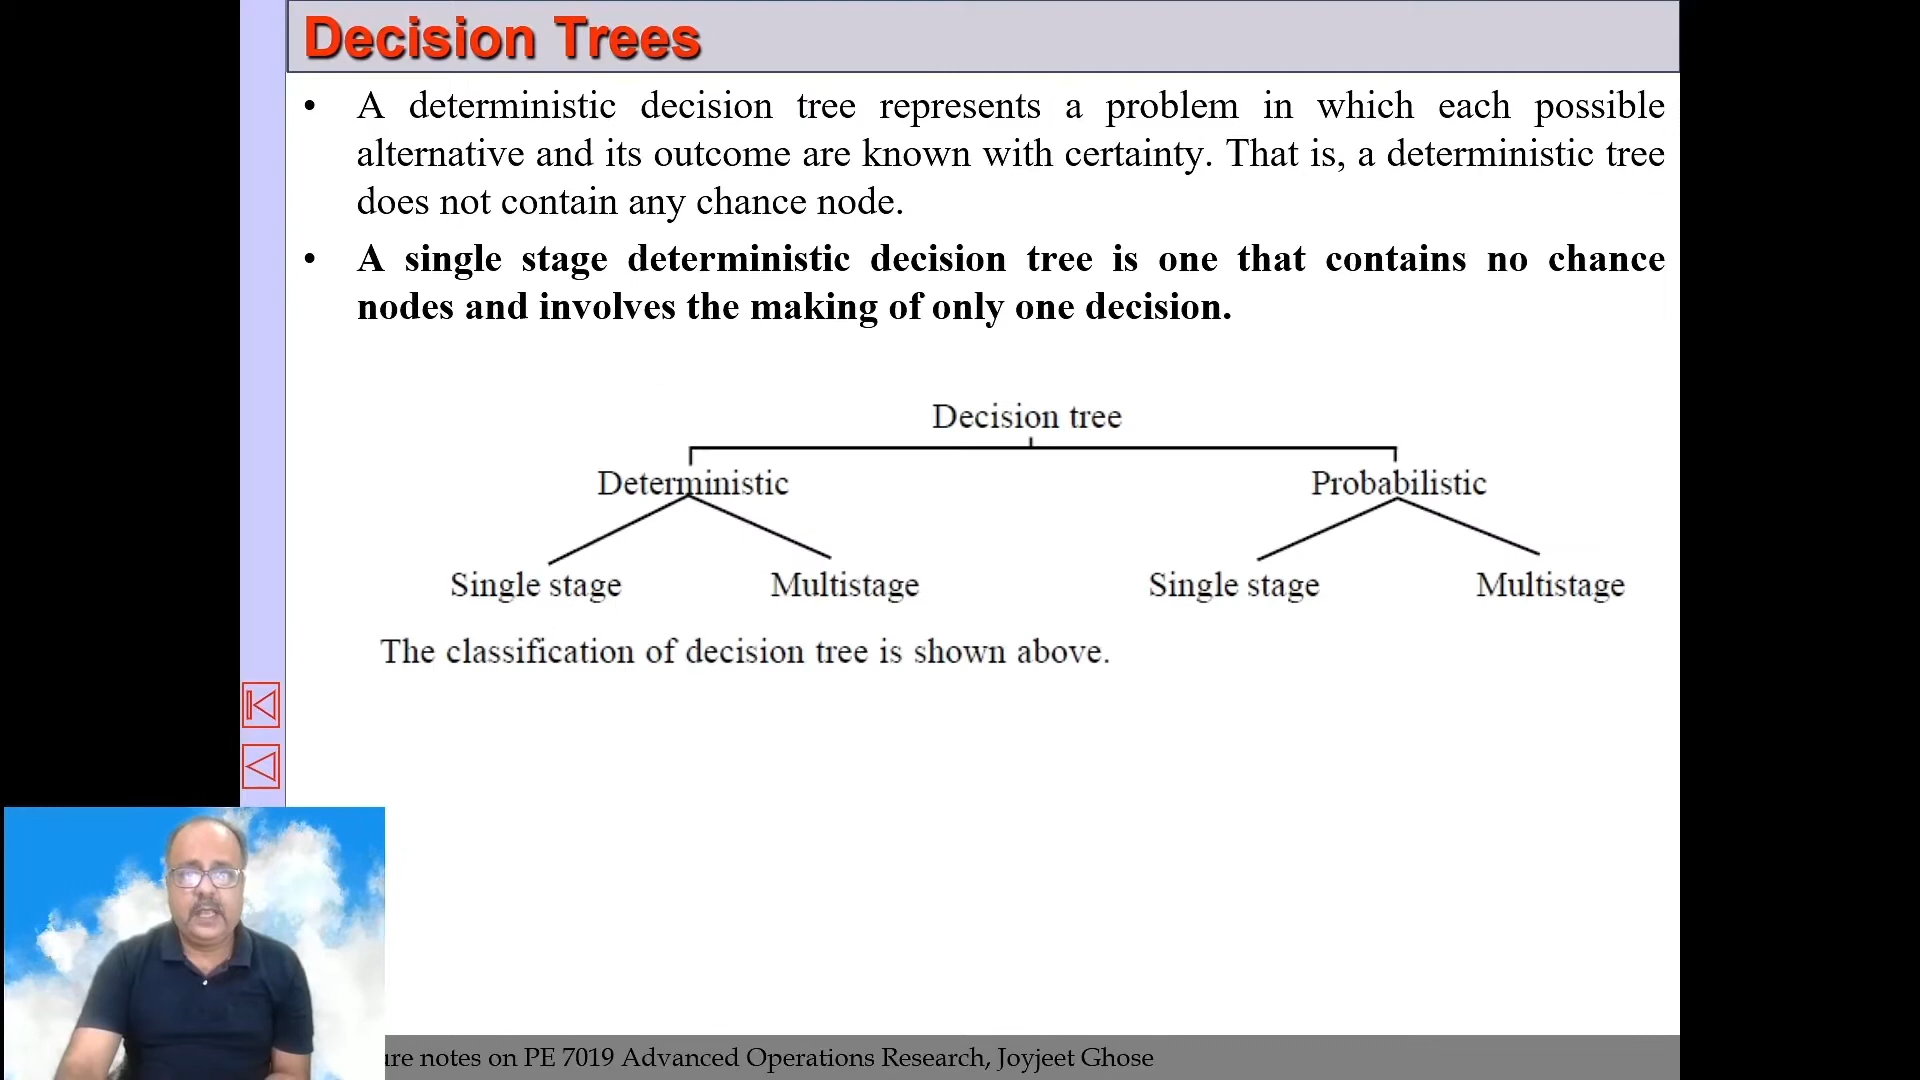 Decision Trees
• A deterministic decision tree represents a problem in which each possible
alternative and its outcome are known with certainty. That is, a deterministic tree
does not contain any chance node.
• A single stage deterministic decision tree is one that contains no chance
nodes and involves the making of only one decision.
Decision tree
Deterministic Probabilistic
Single stage Multistage Single stage Multistage
The classification of decision tree is shown above.
notes on PE 7019 Advanced Operations Research, Joyjeet Ghose